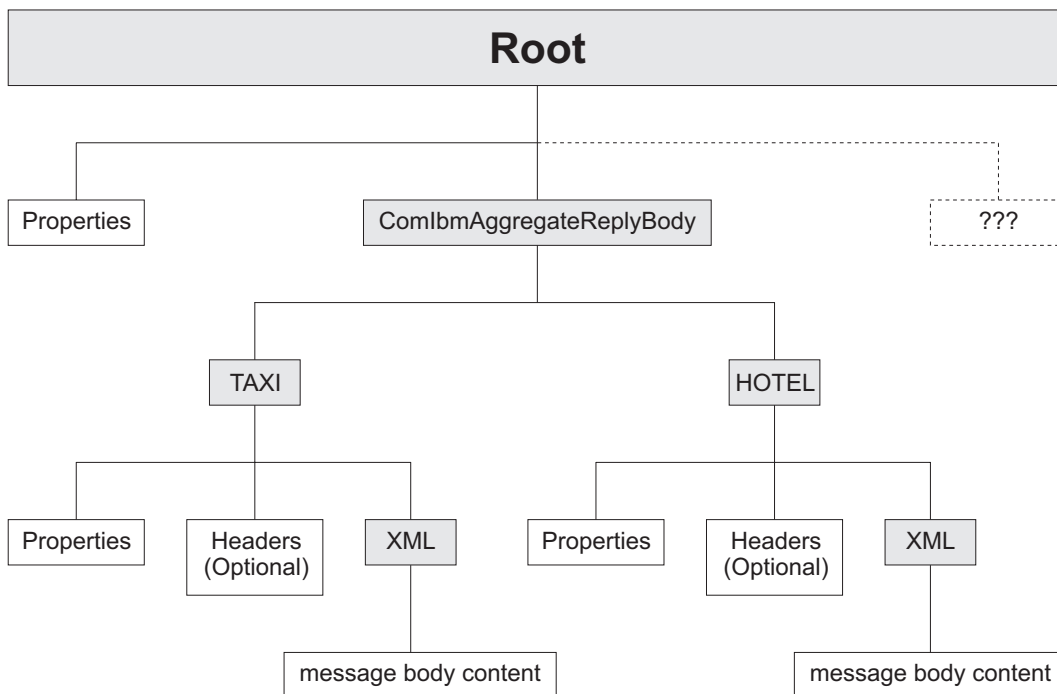 Root
Properties
ComIbmAggregateReplyBody
???
TAXI
HOTEL
Properties
Headers
(Optional)
XML
Properties
Headers
(Optional)
XML
message body content
message body content